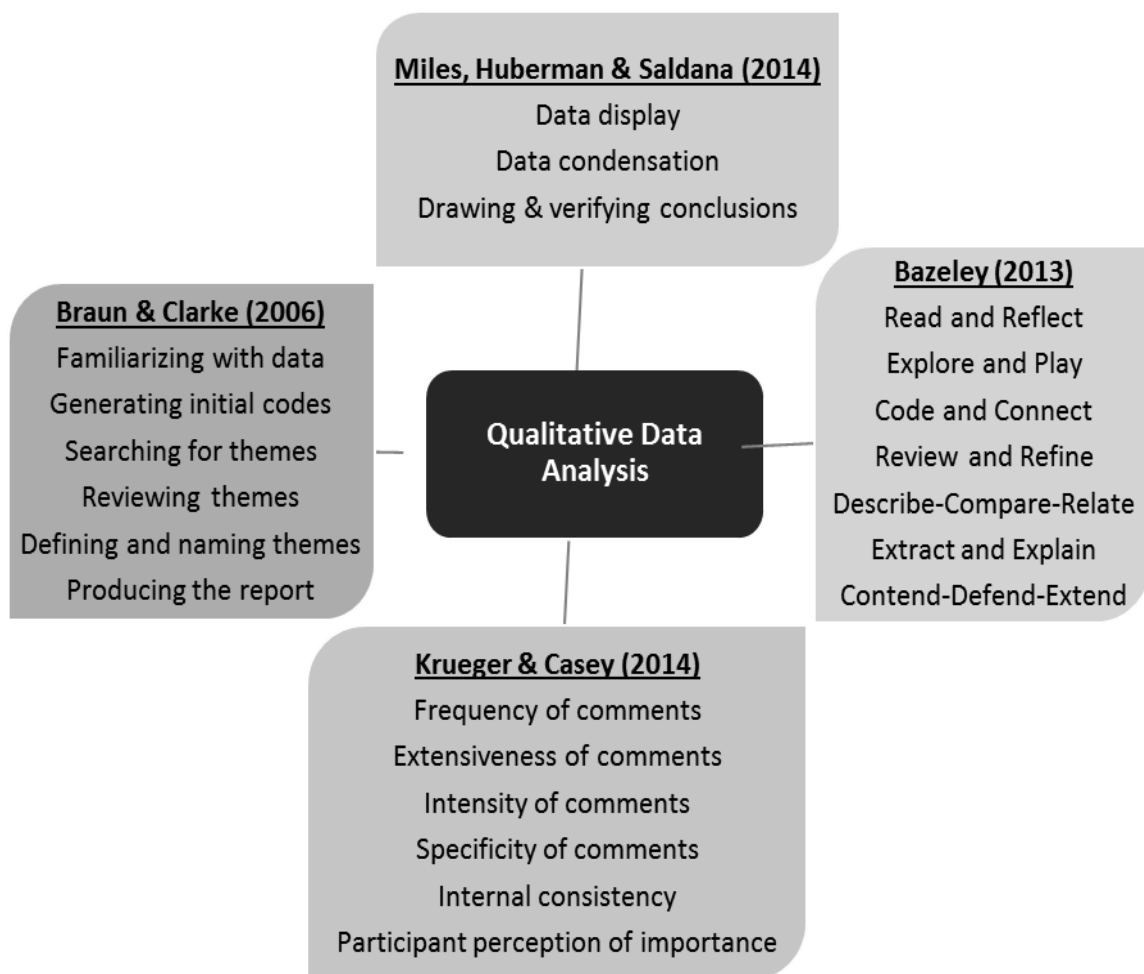 Miles, Huberman & Saldana (2014)
Data display
Data condensation
Drawing & verifying conclusions
Braun & Clarke (2006)
Familiarizing with data
Generating initial codes
Searching for themes
Reviewing themes
Defining and naming themes
Producing the report
Qualitative Data
Analysis
Bazeley (2013)
Read and Reflect
Explore and Play
Code and Connect
Review and Refine
Describe-Compare-Relate
Extract and Explain
Contend-Defend-Extend
Krueger & Casey (2014)
Frequency of comments
Extensiveness of comments
Intensity of comments
Specificity of comments
Internal consistency
Participant perception of importance